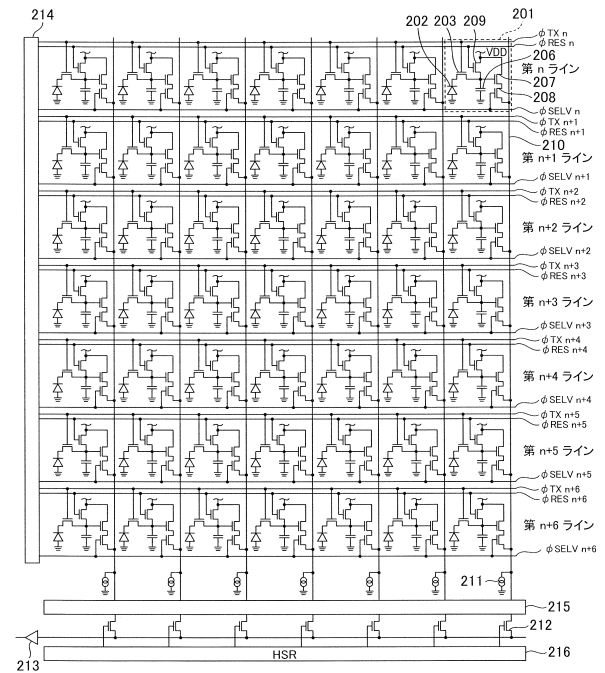 214
202 203 209 201
φTX n
φRES n
VDD
206
第 n ライン
207
208
φSELV n
φTX n+1
φRES n+1
210
第 n+1 ライン
φSELV n+1
φTX n+2
φRES n+2
第 n+2 ライン
φSELV n+2
φTX n+3
φRES n+3
第 n+3 ライン
φSELV n+3
φTX n+4
φRES n+4
第 n+4 ライン
φSELV n+4
φTX n+5
φRES n+5
第 n+5 ライン
φSELV n+5
φTX n+6
φRES n+6
第 n+6 ライン
φSELV n+6
211
215
212
213
HSR
216